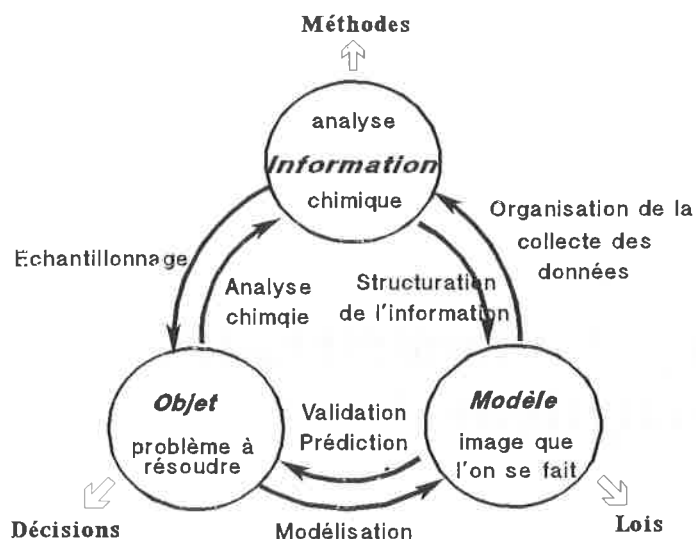 Méthodes
analyse
Information
chimique
Organisation de la
collecte des
données
Echantillonnage
Analyse
chimqie
Structuration
de l'information
Objet
problème à
résoudre
Validation
Prédiction
Modèle
image que
l'on se fait
Décisions
Modélisation
Lois